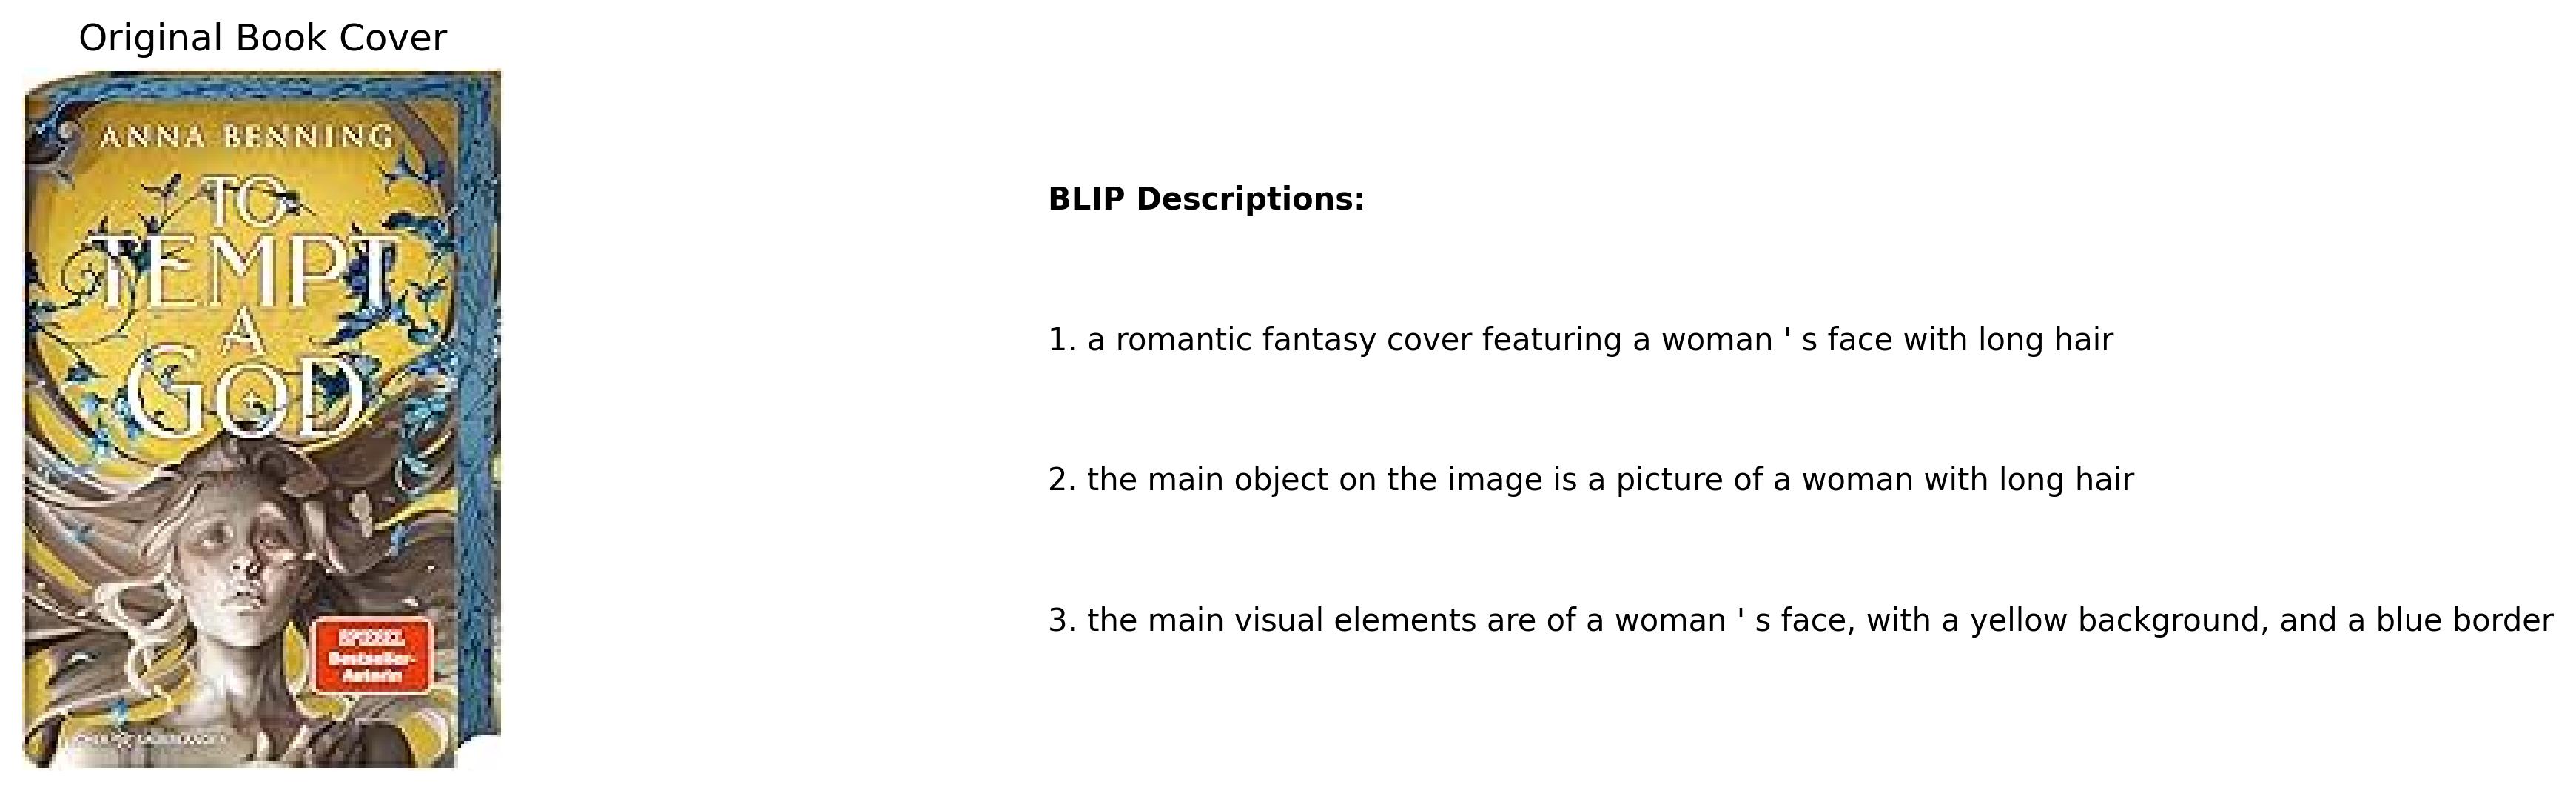 Original Book Cover
ANNA BENNING
TO
TEMPT
A
GOD
SPIEGEL
Bestseller-
Autorin
BLIP Descriptions:
1. a romantic fantasy cover featuring a woman ' s face with long hair
2. the main object on the image is a picture of a woman with long hair
3. the main visual elements are of a woman ' s face, with a yellow background, and a blue border